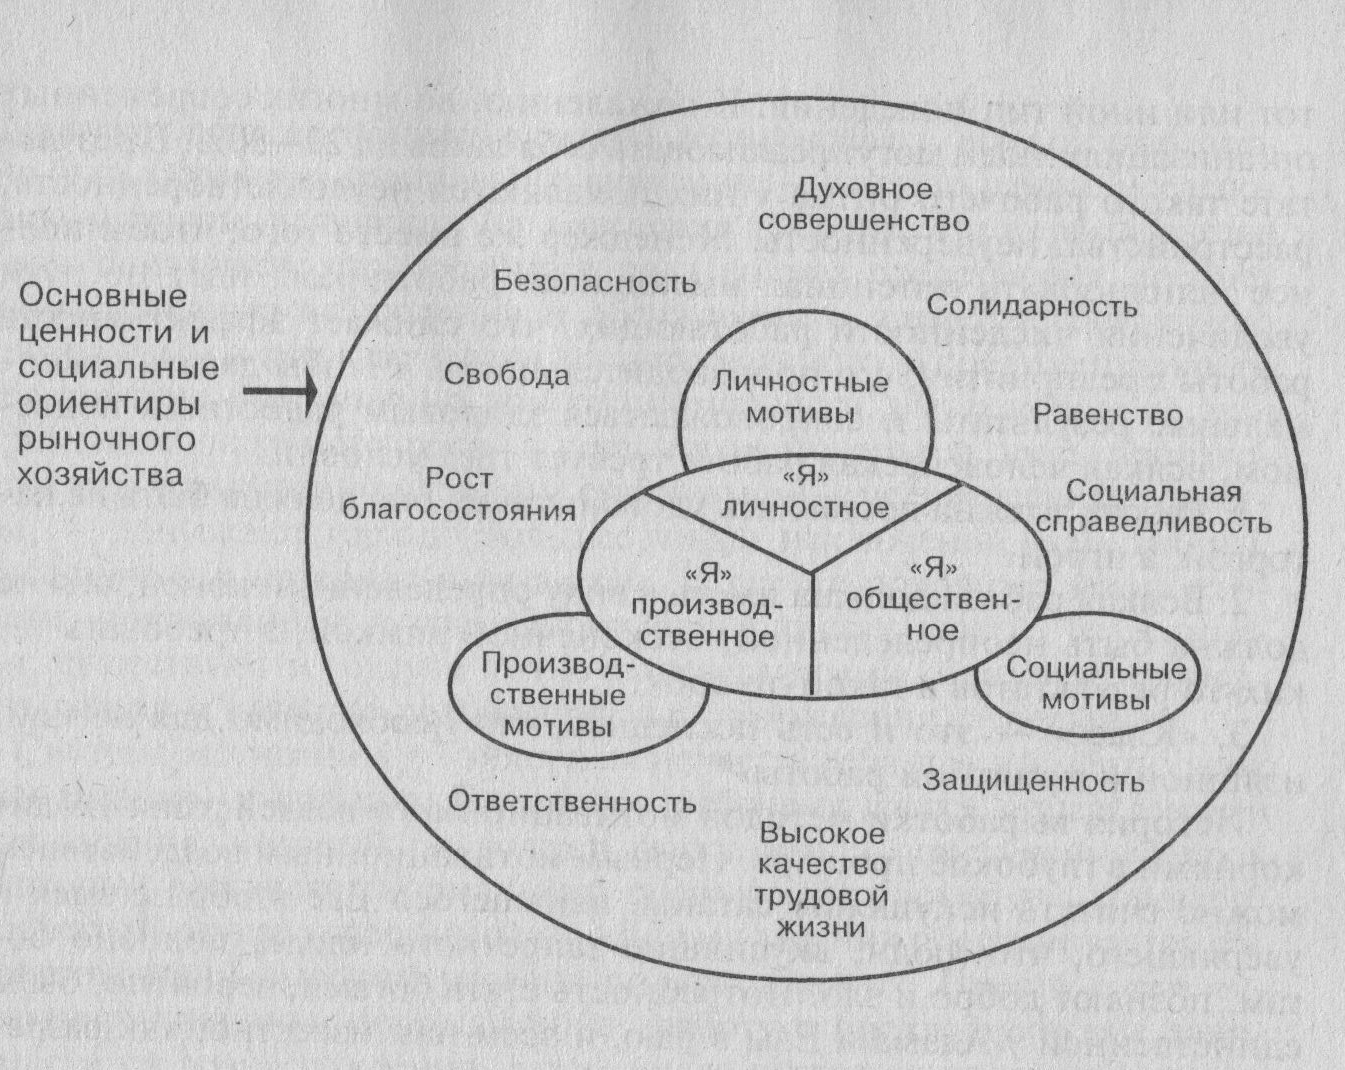 Духовное
совершенство
Безопасность
Солидарность
Основные
ценности и
социальные
ориентиры
рыночного
хозяйства
Свобода
Личностные
мотивы
Равенство
Рост
благосостояния
«Я»
личностное
Социальная
справедливость
«Я»
производ-
ственное
«Я»
обществен-
ное
Производ-
ственные
мотивы
Социальные
мотивы
Ответственность
Защищенность
Высокое
качество
трудовой
жизни